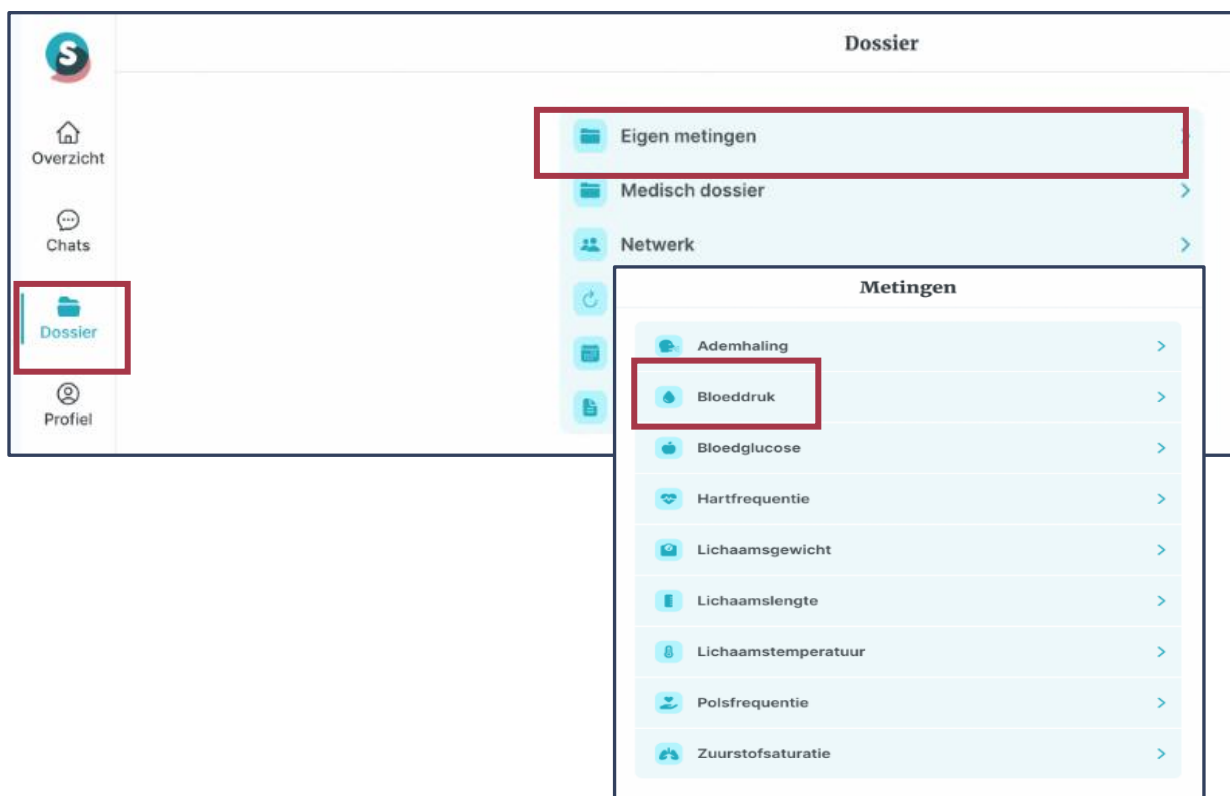 S
Dossier
Overzicht
Chats
Dossier
Profiel
Eigen metingen
Medisch dossier
Netwerk
Metingen
Ademhaling
Bloeddruk
Bloedglucose
Hartfrequentie
Lichaamsgewicht
Lichaamslengte
Lichaamstemperatuur
Polsfrequentie
Zuurstofsaturatie